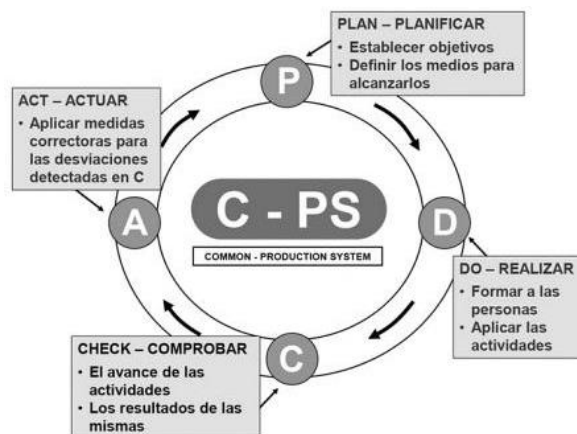 PLAN – PLANIFICAR
• Establecer objetivos
• Definir los medios para
alcanzarlos
P
ACT – ACTUAR
• Aplicar medidas
correctoras para
las desviaciones
detectadas en C
A
C - PS
COMMON - PRODUCTION SYSTEM
D
DO – REALIZAR
• Formar a las
personas
• Aplicar las
actividades
CHECK – COMPROBAR
• El avance de las
actividades
• Los resultados de las
mismas
C